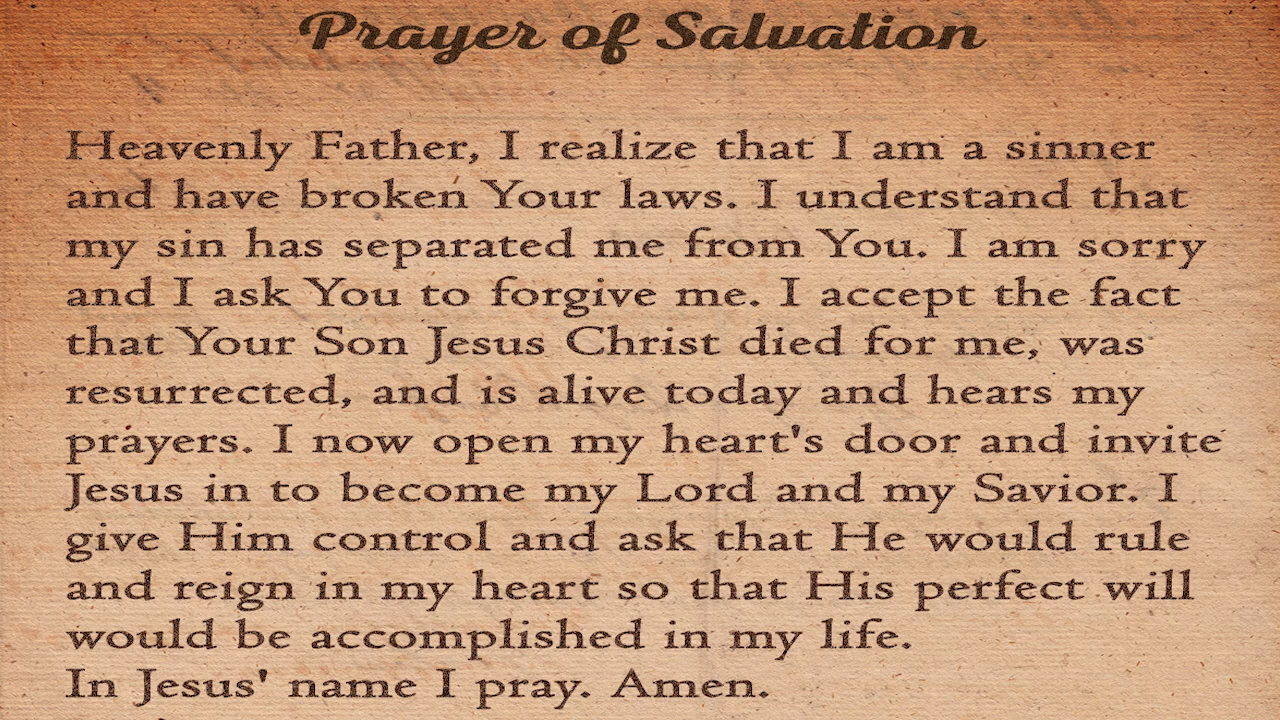 Prayer of Salvation
Heavenly Father, I realize that I am a sinner
and have broken Your laws. I understand that
my sin has separated me from You. I am sorry
and I ask You to forgive me. I accept the fact
that Your Son Jesus Christ died for me, was
resurrected, and is alive today and hears my
prayers. I now open my heart's door and invite
Jesus in to become my Lord and my Savior. I
give Him control and ask that He would rule
and reign in my heart so that His perfect will
would be accomplished in my life.
In Jesus' name I pray. Amen.